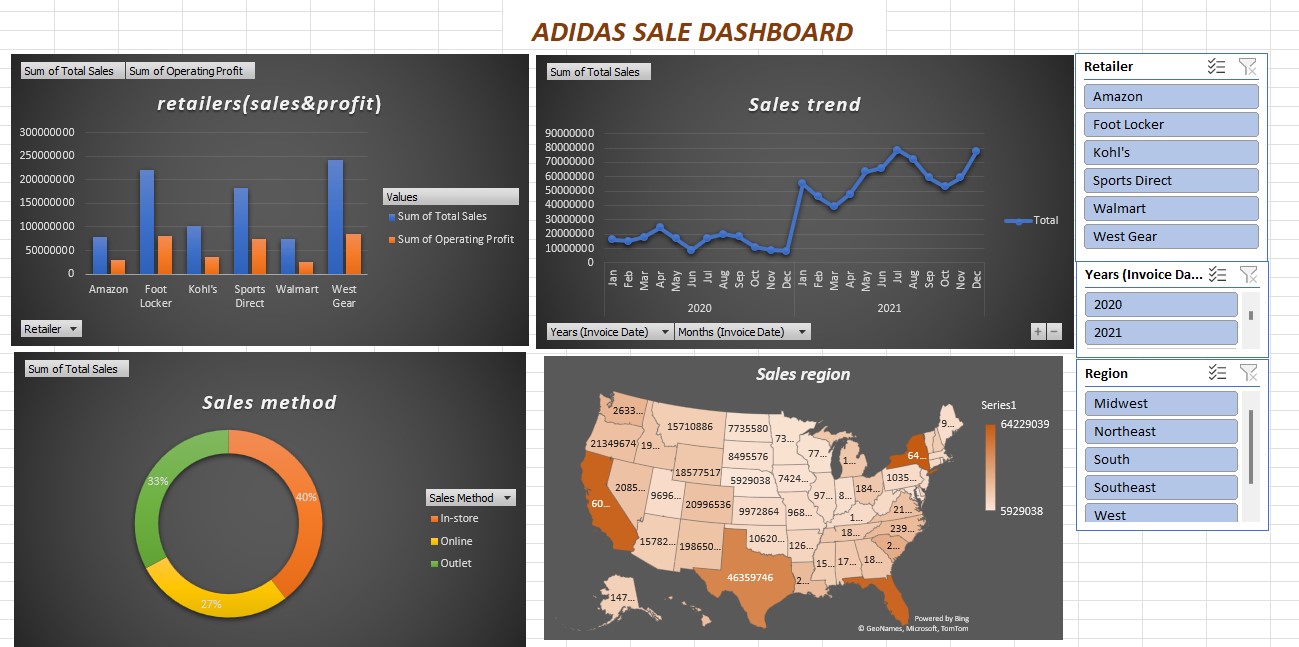 ADIDAS SALE DASHBOARD
Sum of Total Sales
Sum of Operating Profit
retailers(sales&profit)
300000000
250000000
200000000
150000000
100000000
50000000
0
Amazon
Foot
Locker
Kohl's
Sports
Direct
Walmart
West
Gear
Values
Sum of Total Sales
Sum of Operating Profit
Retailer
Sum of Total Sales
Sales trend
90000000
80000000
70000000
60000000
50000000
40000000
30000000
20000000
10000000
0
Jan Feb Mar Apr May Jun Jul Aug Sep Oct Nov Dec Jan Feb Mar Apr May Jun Jul Aug Sep Oct Nov Dec
2020
2021
Total
Years (Invoice Date)
Months (Invoice Date)
+ −
Retailer
Amazon
Foot Locker
Kohl's
Sports Direct
Walmart
West Gear
Years (Invoice Da...
2020
2021
Region
Midwest
Northeast
South
Southeast
West
Sum of Total Sales
Sales method
33%
40%
27%
Sales Method
In-store
Online
Outlet
Sales region
Series1
64229039
5929038
2633...
15710886
7735580
73...
9...
21349674
19...
8495576
77...
1...
64...
18577517
5929038
7424...
1035...
60...
2085...
9696...
20996536
9972864
97...
8...
184...
968...
1...
21...
15782...
198650...
10620...
126...
18...
239...
2...
46359746
15...
17...
18...
2...
147...
Powered by Bing
© GeoNames, Microsoft, TomTom